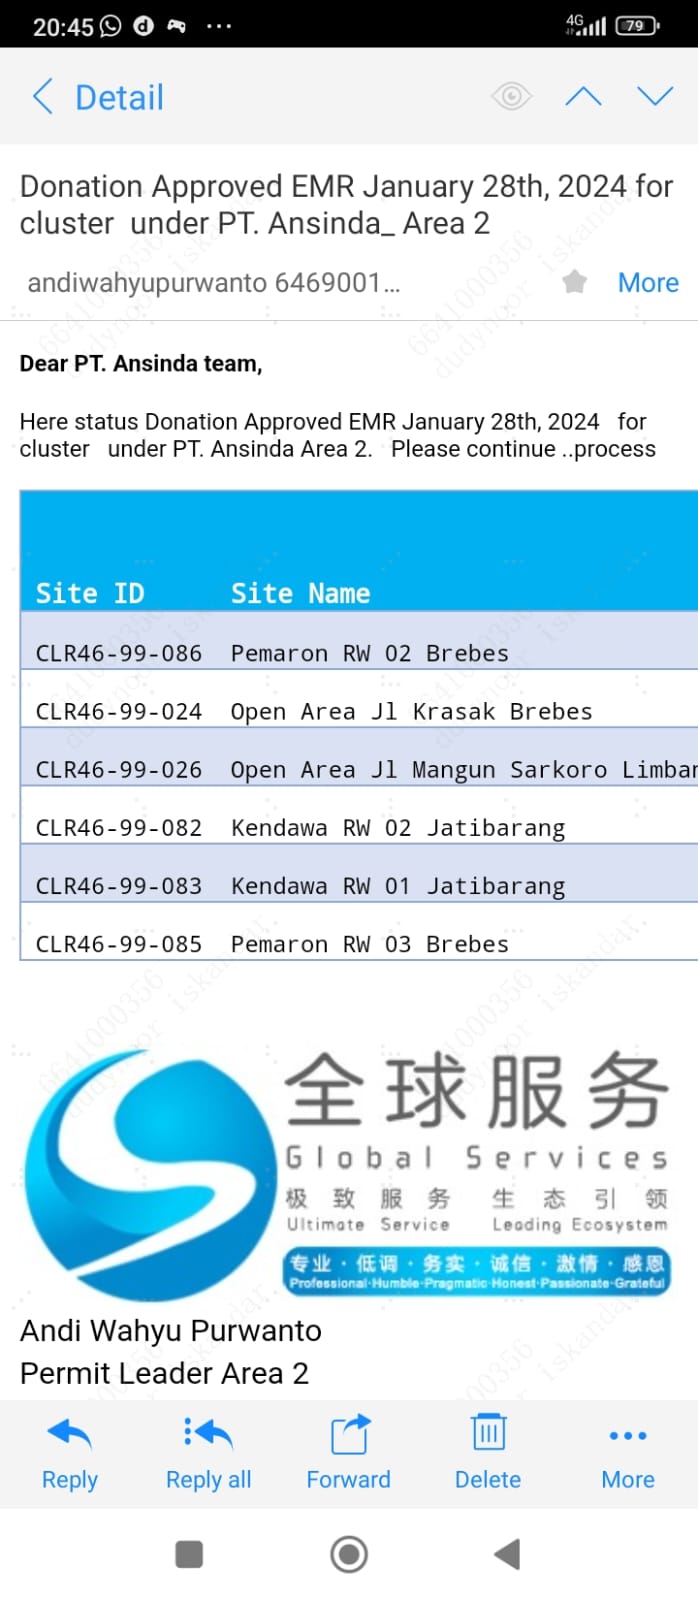 20:45
4G
79
Detail
Donation Approved EMR January 28th, 2024 for
cluster under PT. Ansinda_ Area 2
andiwahyupurwanto 6469001...
More
Dear PT. Ansinda team,
Here status Donation Approved EMR January 28th, 2024 for
cluster under PT. Ansinda Area 2. Please continue ..process
Site ID Site Name
CLR46-99-086 Pemaron RW 02 Brebes
CLR46-99-024 Open Area Jl Krasak Brebes
CLR46-99-026 Open Area Jl Mangun Sarkoro Limban
CLR46-99-082 Kendawa RW 02 Jatibarang
CLR46-99-083 Kendawa RW 01 Jatibarang
CLR46-99-085 Pemaron RW 03 Brebes
全球服务
Global Services
极致服务 生态引领
Ultimate Service Leading Ecosystem
专业·低调·务实·诚信·激情·感恩
Professional·Humble·Pragmatic·Honest·Passionate·Grateful
Andi Wahyu Purwanto
Permit Leader Area 2
Reply Reply all Forward Delete More
6641000356
dudynoor iskandar